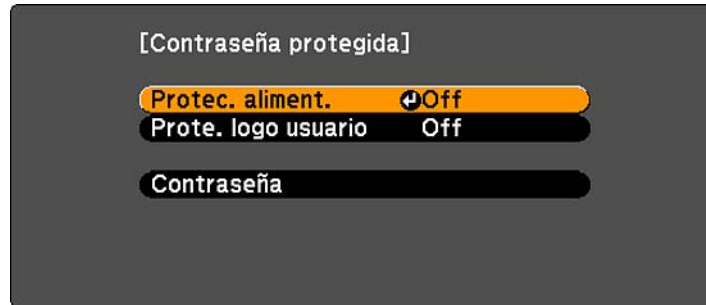 [Contraseña protegida]
Protec. aliment. Off
Prote. logo usuario Off
Contraseña